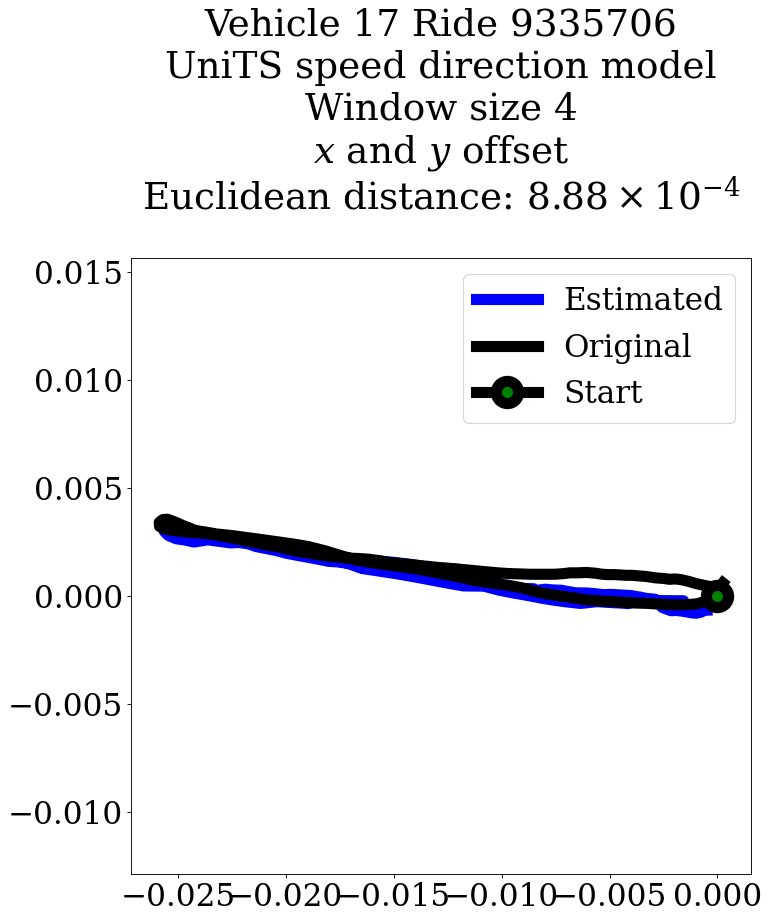 Vehicle 17 Ride 9335706
UniTS speed direction model
Window size 4
x and y offset
Euclidean distance: 8.88 × 10⁻⁴
Estimated
Original
Start
0.015
0.010
0.005
0.000
−0.005
−0.010
−0.025 −0.020 −0.015 −0.010 −0.005 0.000